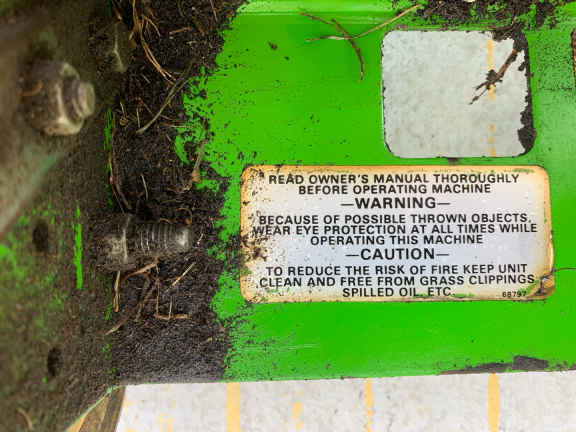 READ OWNER'S MANUAL THOROUGHLY
BEFORE OPERATING MACHINE
—WARNING—
BECAUSE OF POSSIBLE THROWN OBJECTS,
WEAR EYE PROTECTION AT ALL TIMES WHILE
OPERATING THIS MACHINE
—CAUTION—
TO REDUCE THE RISK OF FIRE KEEP UNIT
CLEAN AND FREE FROM GRASS CLIPPINGS
SPILLED OIL, ETC
68797